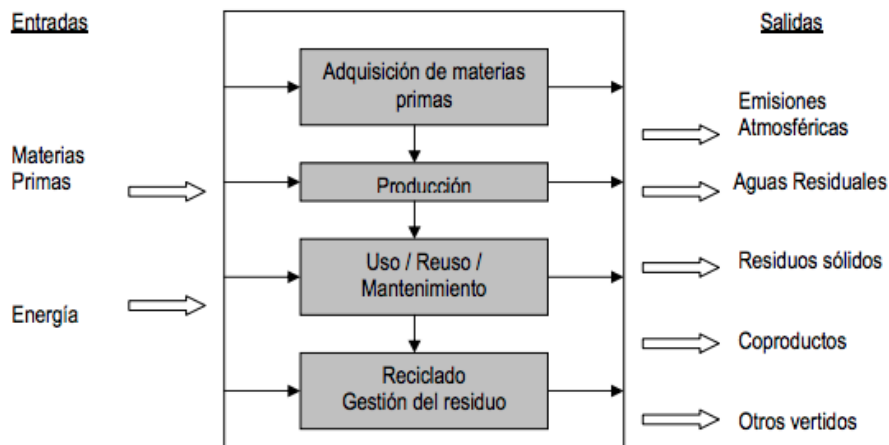 Entradas
Materias
Primas
Energía
Adquisición de materias
primas
Producción
Uso / Reuso /
Mantenimiento
Reciclado
Gestión del residuo
Salidas
Emisiones
Atmosféricas
Aguas Residuales
Residuos sólidos
Coproductos
Otros vertidos